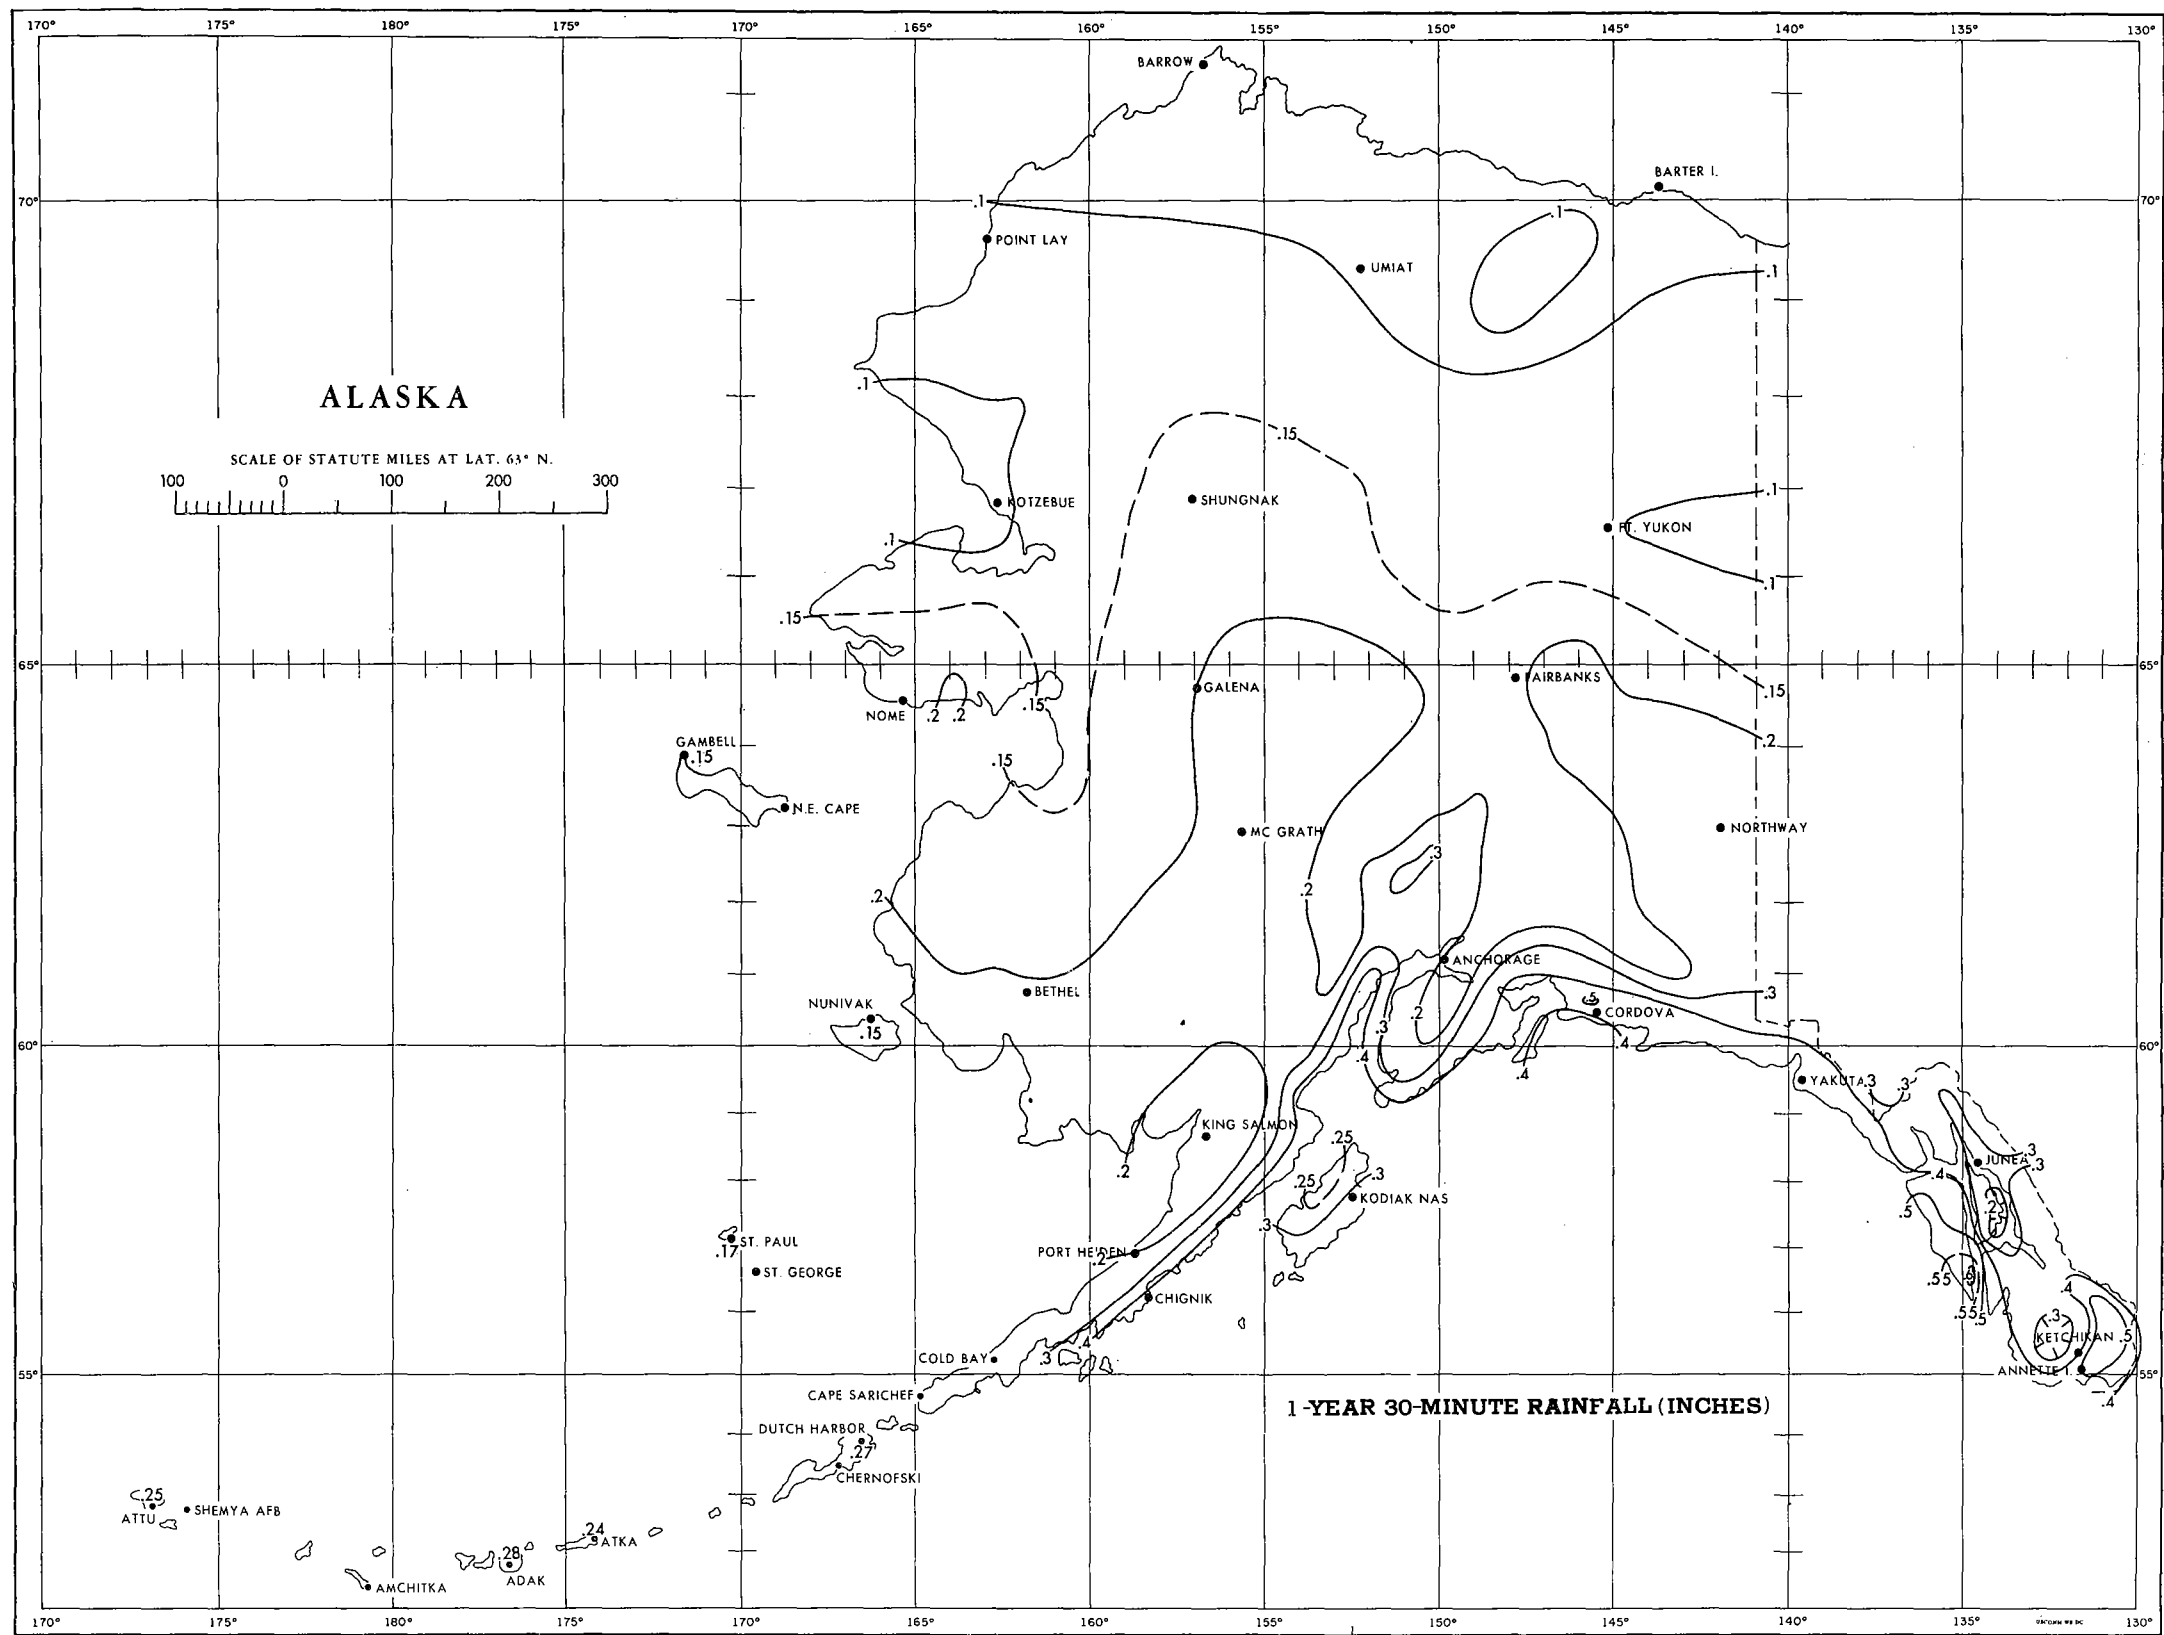 170° 175° 180° 175° 170° 165° 160° 155° 150° 145° 140° 135° 130°
BARROW
BARTER I.
70° .1 .1 70°
POINT LAY
UMIAT
.1
.1
ALASKA
.15
SCALE OF STATUTE MILES AT LAT. 63° N.
100 0 100 200 300
.1
SHUNGNAK
KOTZEBUE
FT. YUKON
.1
.1
.15
65° 65°
FAIRBANKS
GALENA
.15
.15
NOME .2 .2
.2
GAMBELL
.15
.15
N.E. CAPE
NORTHWAY
MC GRATH
.3
.2
.2
ANCHORAGE
BETHEL
.3
.5
NUNIVAK
.15
.2
CORDOVA
.3
.4
.4
60° 60°
.4
YAKUTA
.3
.3
KING SALMON
.25
.3
JUNEA
.3
.2
.3
.4
.25
KODIAK NAS
.5
.2
.3
ST. PAUL
.17
PORT HEIDEN
.2
ST. GEORGE
.55
.6
CHIGNIK
.4
.55
.5
.3
.4
KETCHIKAN
.5
COLD BAY
.3
ANNETTE I.
55° 55°
CAPE SARICHEF
.4
1-YEAR 30-MINUTE RAINFALL (INCHES)
DUTCH HARBOR
.27
CHERNOFSKI
.25
ATTU
SHEMYA AFB
.24
ATKA
.28
ADAK
AMCHITKA
170° 175° 180° 175° 170° 165° 160° 155° 150° 145° 140° 135° 130°